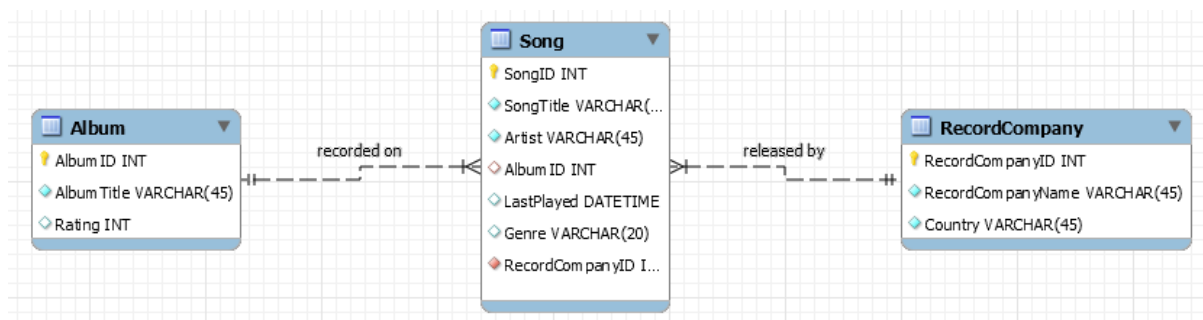 Album
AlbumID INT
AlbumTitle VARCHAR(45)
Rating INT
recorded on
Song
SongID INT
SongTitle VARCHAR(...
Artist VARCHAR(45)
AlbumID INT
LastPlayed DATETIME
Genre VARCHAR(20)
RecordCompanyID I...
released by
RecordCompany
RecordCompanyID INT
RecordCompanyName VARCHAR(45)
Country VARCHAR(45)